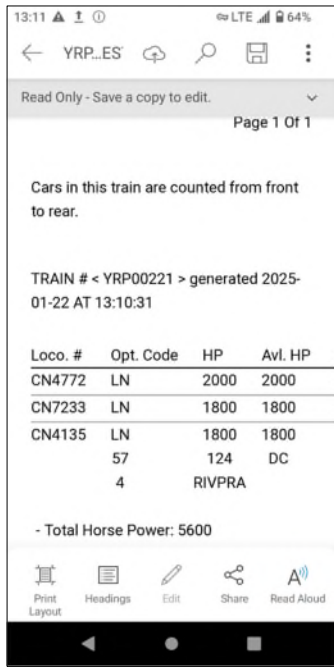 13:11 LTE 64%
YRP...ES'
Read Only - Save a copy to edit.
Page 1 Of 1
Cars in this train are counted from front
to rear.
TRAIN # < YRP00221 > generated 2025-
01-22 AT 13:10:31
Loco. # Opt. Code HP Avl. HP
CN4772 LN 2000 2000
CN7233 LN 1800 1800
CN4135 LN 1800 1800
57 124 DC
4 RIVPRA
- Total Horse Power: 5600
Print Layout Headings Edit Share Read Aloud